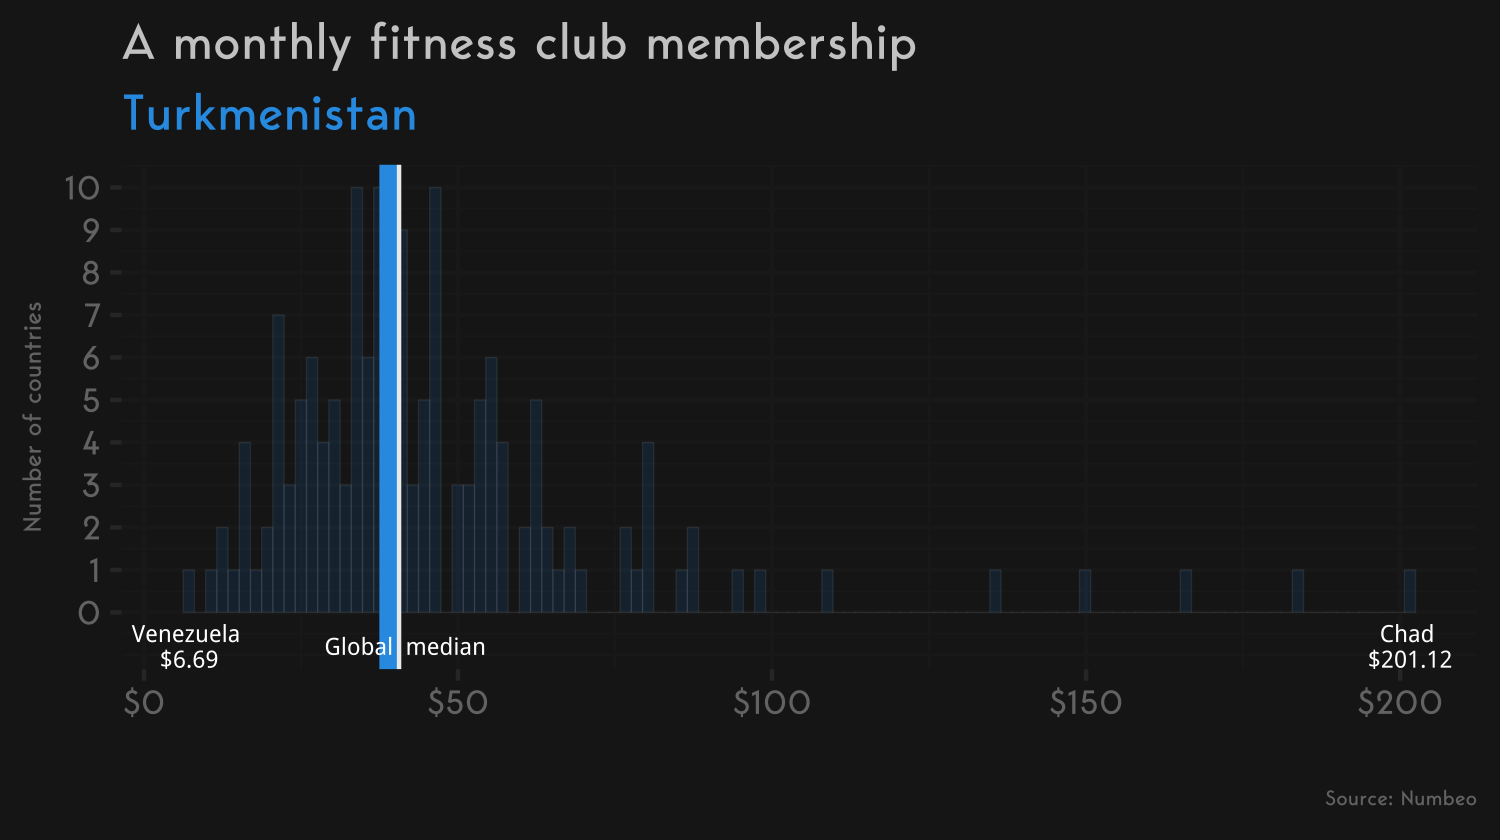 A monthly fitness club membership
Turkmenistan
Number of countries
10
9
8
7
6
5
4
3
2
1
0
Venezuela
$6.69
Global median
Chad
$201.12
$0
$50
$100
$150
$200
Source: Numbeo